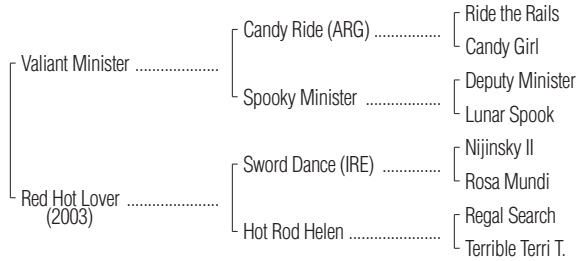 Ride the Rails
Candy Ride (ARG) ..................
Candy Girl
Valiant Minister .....................
Deputy Minister
Spooky Minister ...................
Lunar Spook
Nijinsky II
Sword Dance (IRE) ..............
Rosa Mundi
Red Hot Lover .......................
(2003)
Regal Search
Hot Rod Helen .......................
Terrible Terri T.